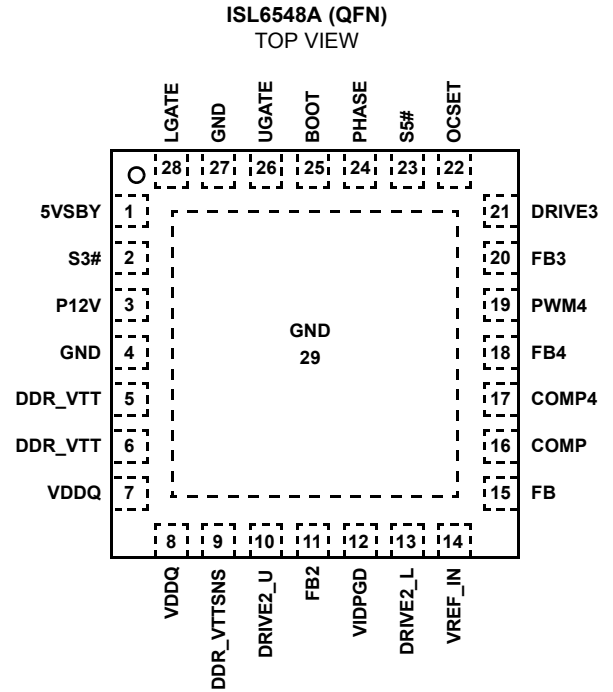 ISL6548A (QFN)
TOP VIEW
LGATE
GND
UGATE
BOOT
PHASE
S5#
OCSET
28 27 26 25 24 23 22
5VSBY 1
S3# 2
P12V 3
GND 4
DDR_VTT 5
DDR_VTT 6
VDDQ 7
GND
29
21 DRIVE3
20 FB3
19 PWM4
18 FB4
17 COMP4
16 COMP
15 FB
8 9 10 11 12 13 14
VDDQ
DDR_VTTSNS
DRIVE2_U
FB2
VIDPGD
DRIVE2_L
VREF_IN